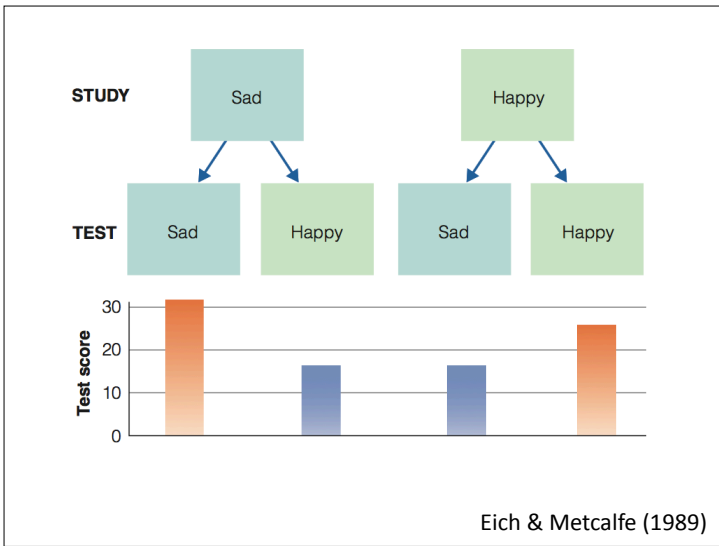 STUDY
Sad
Happy
TEST
Sad
Happy
Sad
Happy
Test score
30
20
10
0
Eich & Metcalfe (1989)